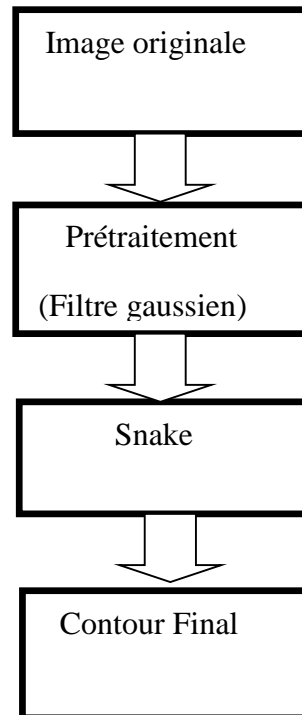 Image originale
Prétraitement
(Filtre gaussien)
Snake
Contour Final